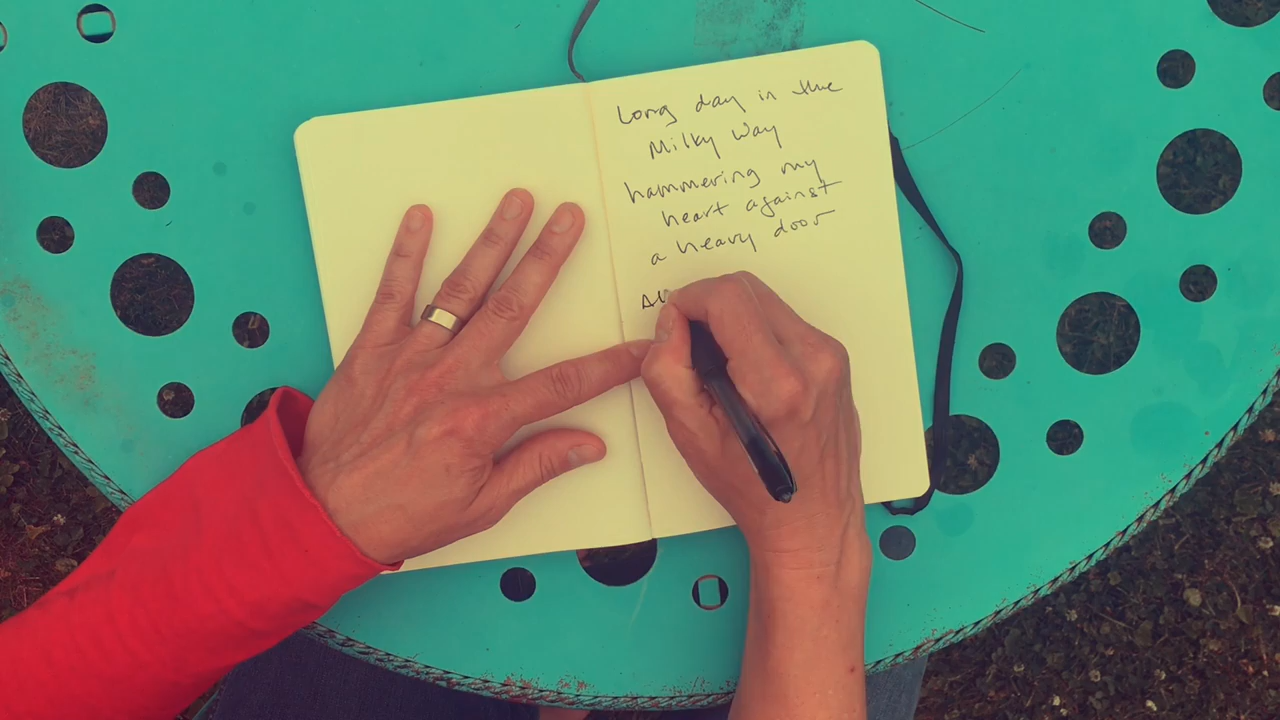 Long day in the
Milky Way
hammering my
heart against
a heavy door